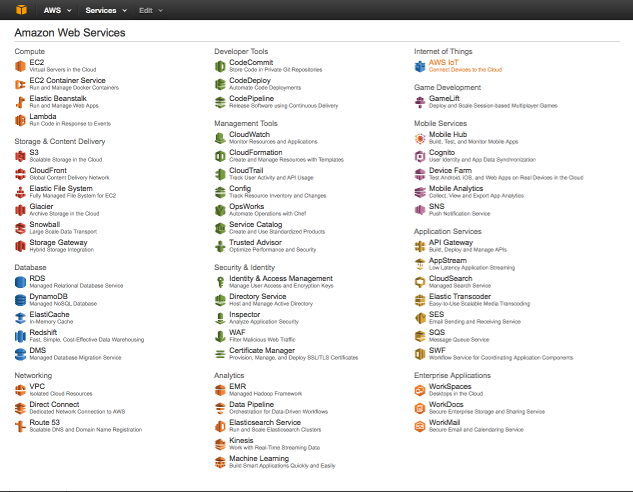 AWS Services Edit
Amazon Web Services
Compute
EC2
Virtual Servers in the Cloud
EC2 Container Service
Run and Manage Docker Containers
Elastic Beanstalk
Run and Manage Web Apps
Lambda
Run Code in Response to Events
Storage & Content Delivery
S3
Scalable Storage in the Cloud
CloudFront
Global Content Delivery Network
Elastic File System
Fully Managed File System for EC2
Glacier
Archive Storage in the Cloud
Snowball
Large Scale Data Transport
Storage Gateway
Hybrid Storage Integration
Database
RDS
Managed Relational Database Service
DynamoDB
Managed NoSQL Database
ElastiCache
In-Memory Cache
Redshift
Fast, Simple, Cost-Effective Data Warehousing
DMS
Managed Database Migration Service
Networking
VPC
Isolated Cloud Resources
Direct Connect
Dedicated Network Connection to AWS
Route 53
Scalable DNS and Domain Name Registration
Developer Tools
CodeCommit
Store Code in Private Git Repositories
CodeDeploy
Automate Code Deployments
CodePipeline
Release Software using Continuous Delivery
Management Tools
CloudWatch
Monitor Resources and Applications
CloudFormation
Create and Manage Resources with Templates
CloudTrail
Track User Activity and API Usage
Config
Track Resource Inventory and Changes
OpsWorks
Automate Operations with Chef
Service Catalog
Create and Use Standardized Products
Trusted Advisor
Optimize Performance and Security
Security & Identity
Identity & Access Management
Manage User Access and Encryption Keys
Directory Service
Host and Manage Active Directory
Inspector
Analyze Application Security
WAF
Filter Malicious Web Traffic
Certificate Manager
Provision, Manage, and Deploy SSL/TLS Certificates
Analytics
EMR
Managed Hadoop Framework
Data Pipeline
Orchestration for Data-Driven Workflows
Elasticsearch Service
Run and Scale Elasticsearch Clusters
Kinesis
Work with Real-Time Streaming Data
Machine Learning
Build Smart Applications Quickly and Easily
Internet of Things
AWS IoT
Connect Devices to the Cloud
Game Development
GameLift
Deploy and Scale Session-based Multiplayer Games
Mobile Services
Mobile Hub
Build, Test, and Monitor Mobile Apps
Cognito
User Identity and App Data Synchronization
Device Farm
Test Android, iOS, and Web Apps on Real Devices in the Cloud
Mobile Analytics
Collect, View and Export App Analytics
SNS
Push Notification Service
Application Services
API Gateway
Build, Deploy and Manage APIs
AppStream
Low Latency Application Streaming
CloudSearch
Managed Search Service
Elastic Transcoder
Easy-to-Use Scalable Media Transcoding
SES
Email Sending and Receiving Service
SQS
Message Queue Service
SWF
Workflow Service for Coordinating Application Components
Enterprise Applications
WorkSpaces
Desktops in the Cloud
WorkDocs
Secure Enterprise Storage and Sharing Service
WorkMail
Secure Email and Calendaring Service